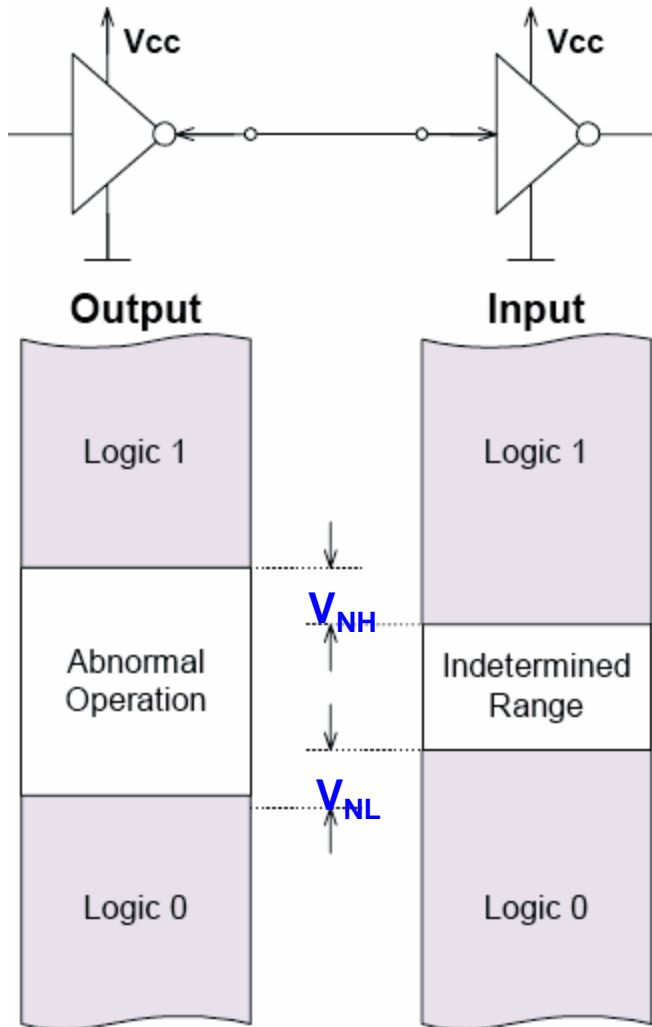 Vcc
Vcc
Output
Input
Logic 1
Logic 1
VNH
Abnormal
Operation
Indetermined
Range
VNL
Logic 0
Logic 0